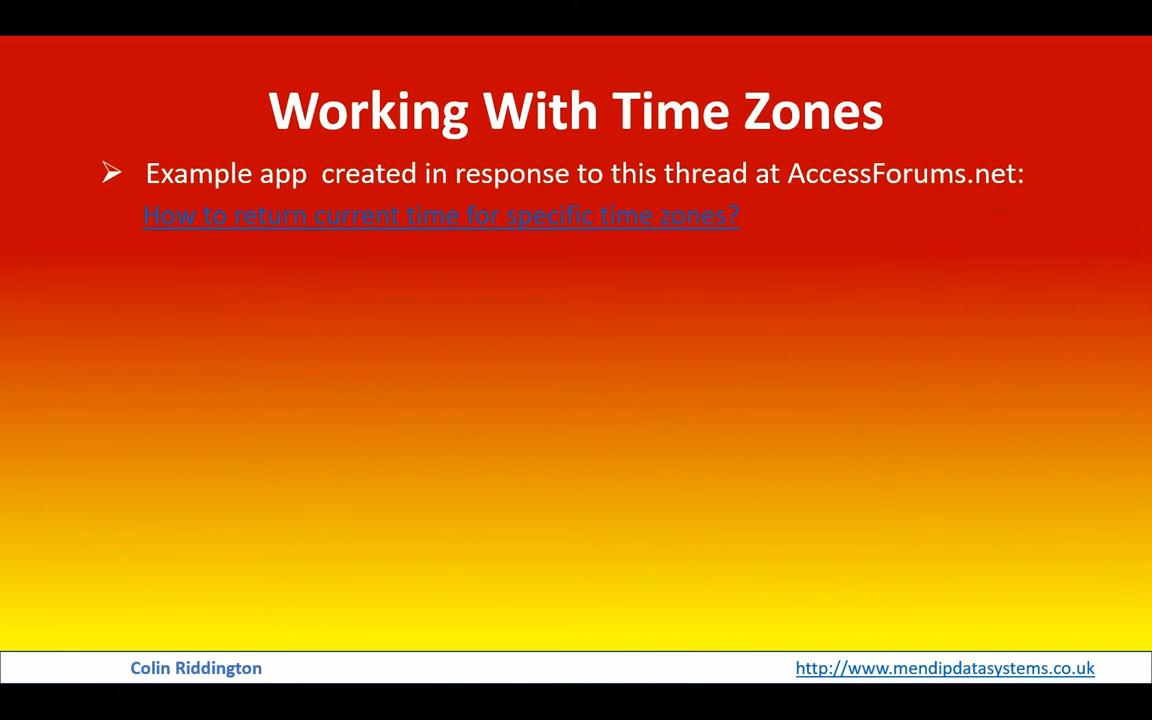 Working With Time Zones
Example app created in response to this thread at AccessForums.net:
How to return current time for specific time zones?
Colin Riddington
http://www.mendipdatasystems.co.uk